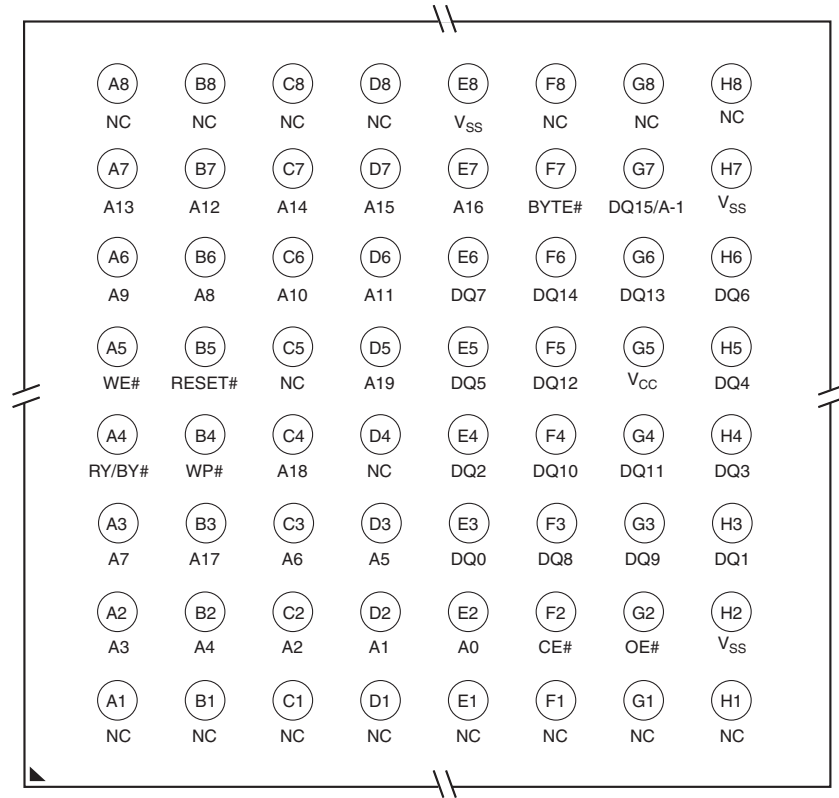 A8 B8 C8 D8 E8 F8 G8 H8
NC NC NC NC VSS NC NC NC
A7 B7 C7 D7 E7 F7 G7 H7
A13 A12 A14 A15 A16 BYTE# DQ15/A-1 VSS
A6 B6 C6 D6 E6 F6 G6 H6
A9 A8 A10 A11 DQ7 DQ14 DQ13 DQ6
A5 B5 C5 D5 E5 F5 G5 H5
WE# RESET# NC A19 DQ5 DQ12 VCC DQ4
A4 B4 C4 D4 E4 F4 G4 H4
RY/BY# WP# A18 NC DQ2 DQ10 DQ11 DQ3
A3 B3 C3 D3 E3 F3 G3 H3
A7 A17 A6 A5 DQ0 DQ8 DQ9 DQ1
A2 B2 C2 D2 E2 F2 G2 H2
A3 A4 A2 A1 A0 CE# OE# VSS
A1 B1 C1 D1 E1 F1 G1 H1
NC NC NC NC NC NC NC NC